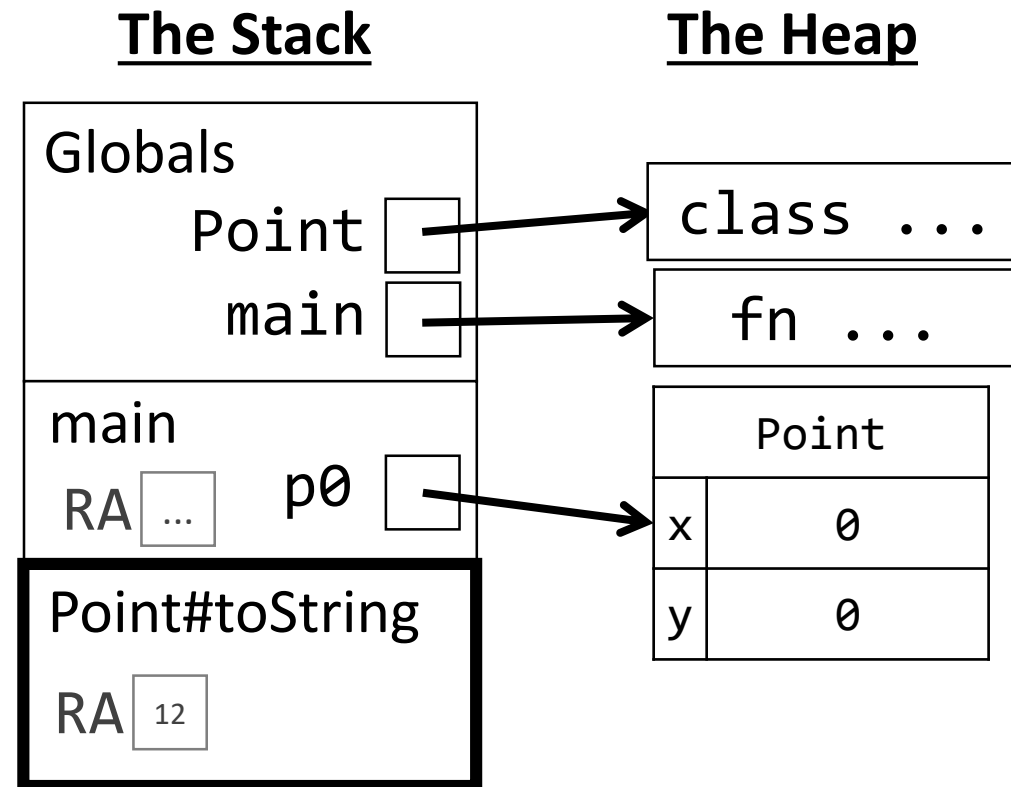 The Stack
The Heap
Globals
Point
class ...
main
fn ...
main
RA ...
p0
Point
x 0
y 0
Point#toString
RA 12